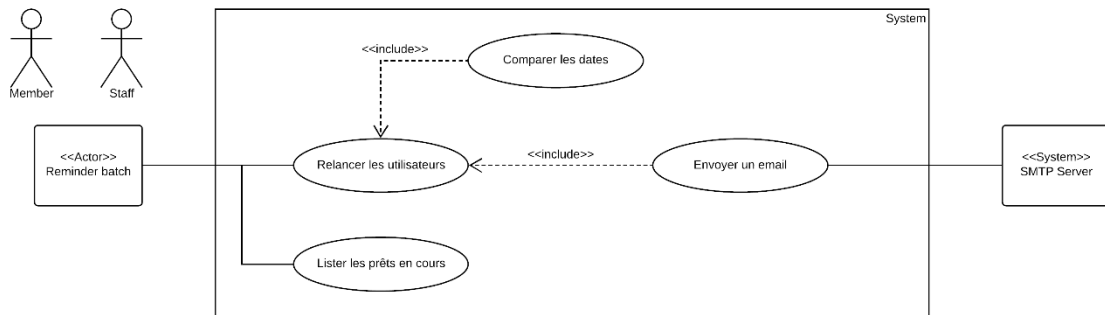 System
<<include>>
Comparer les dates
Member
Staff
<<Actor>>
Reminder batch
Relancer les utilisateurs
<<include>>
Envoyer un email
<<System>>
SMTP Server
Lister les prêts en cours